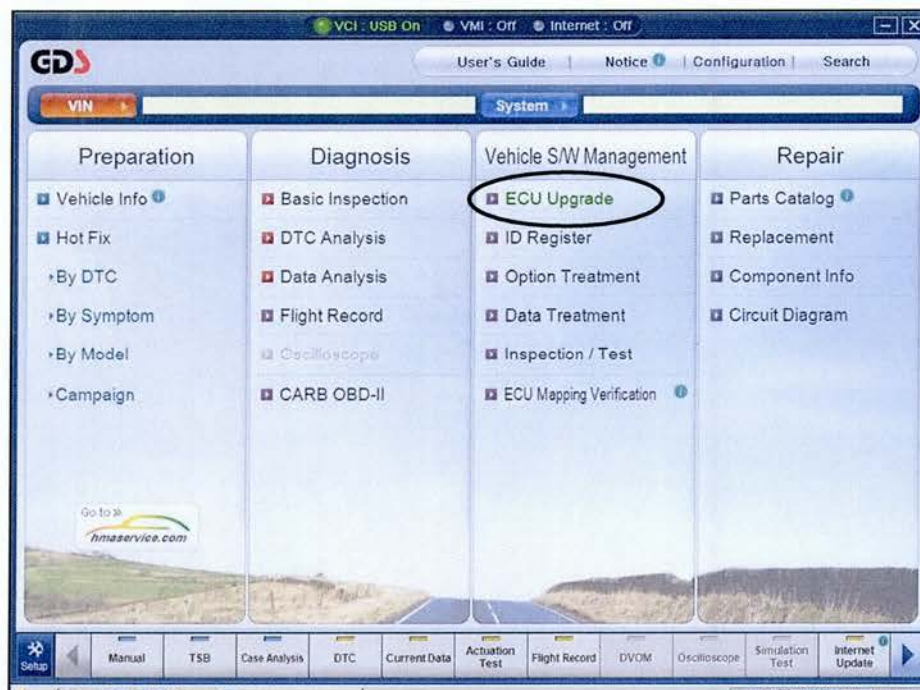 VCI : USB On VMI : Off Internet : Off
GDS
User's Guide | Notice | Configuration | Search
VIN
System
Preparation
Vehicle Info
Hot Fix
By DTC
By Symptom
By Model
Campaign
Go to
hmaservice.com
Diagnosis
Basic Inspection
DTC Analysis
Data Analysis
Flight Record
Oscilloscope
CARB OBD-II
Vehicle S/W Management
ECU Upgrade
ID Register
Option Treatment
Data Treatment
Inspection / Test
ECU Mapping Verification
Repair
Parts Catalog
Replacement
Component Info
Circuit Diagram
Setup
Manual
TSB
Case Analysis
DTC
Current Data
Actuation
Test
Flight Record
DVOM
Oscilloscope
Simulation
Test
Internet
Update